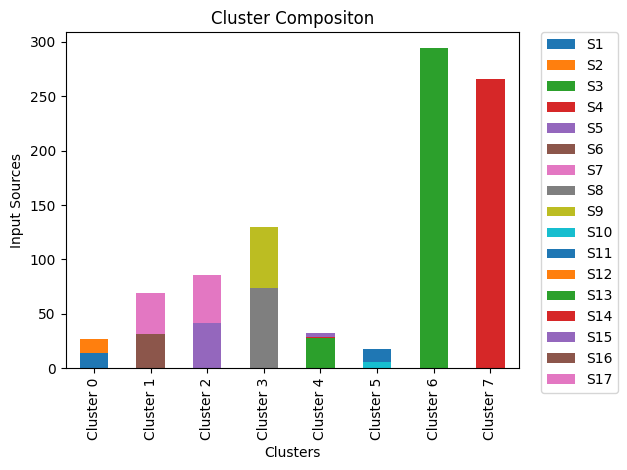 Cluster Compositon
300
250
200
150
100
50
0
Input Sources
Cluster 0
Cluster 1
Cluster 2
Cluster 3
Cluster 4
Cluster 5
Cluster 6
Cluster 7
Clusters
S1
S2
S3
S4
S5
S6
S7
S8
S9
S10
S11
S12
S13
S14
S15
S16
S17